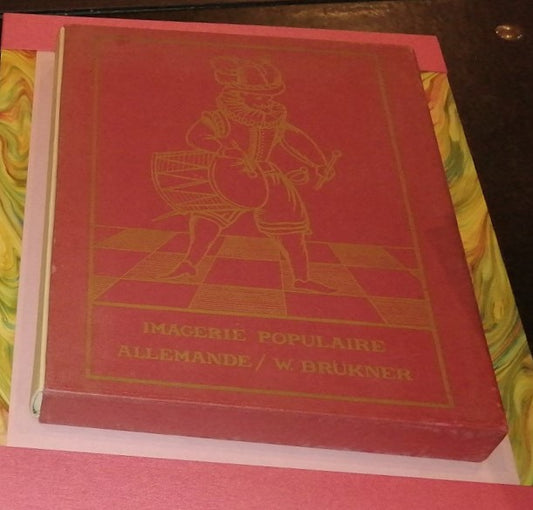 IMAGERIE POPULAIRE
ALLEMANDE / W. BRUKNER